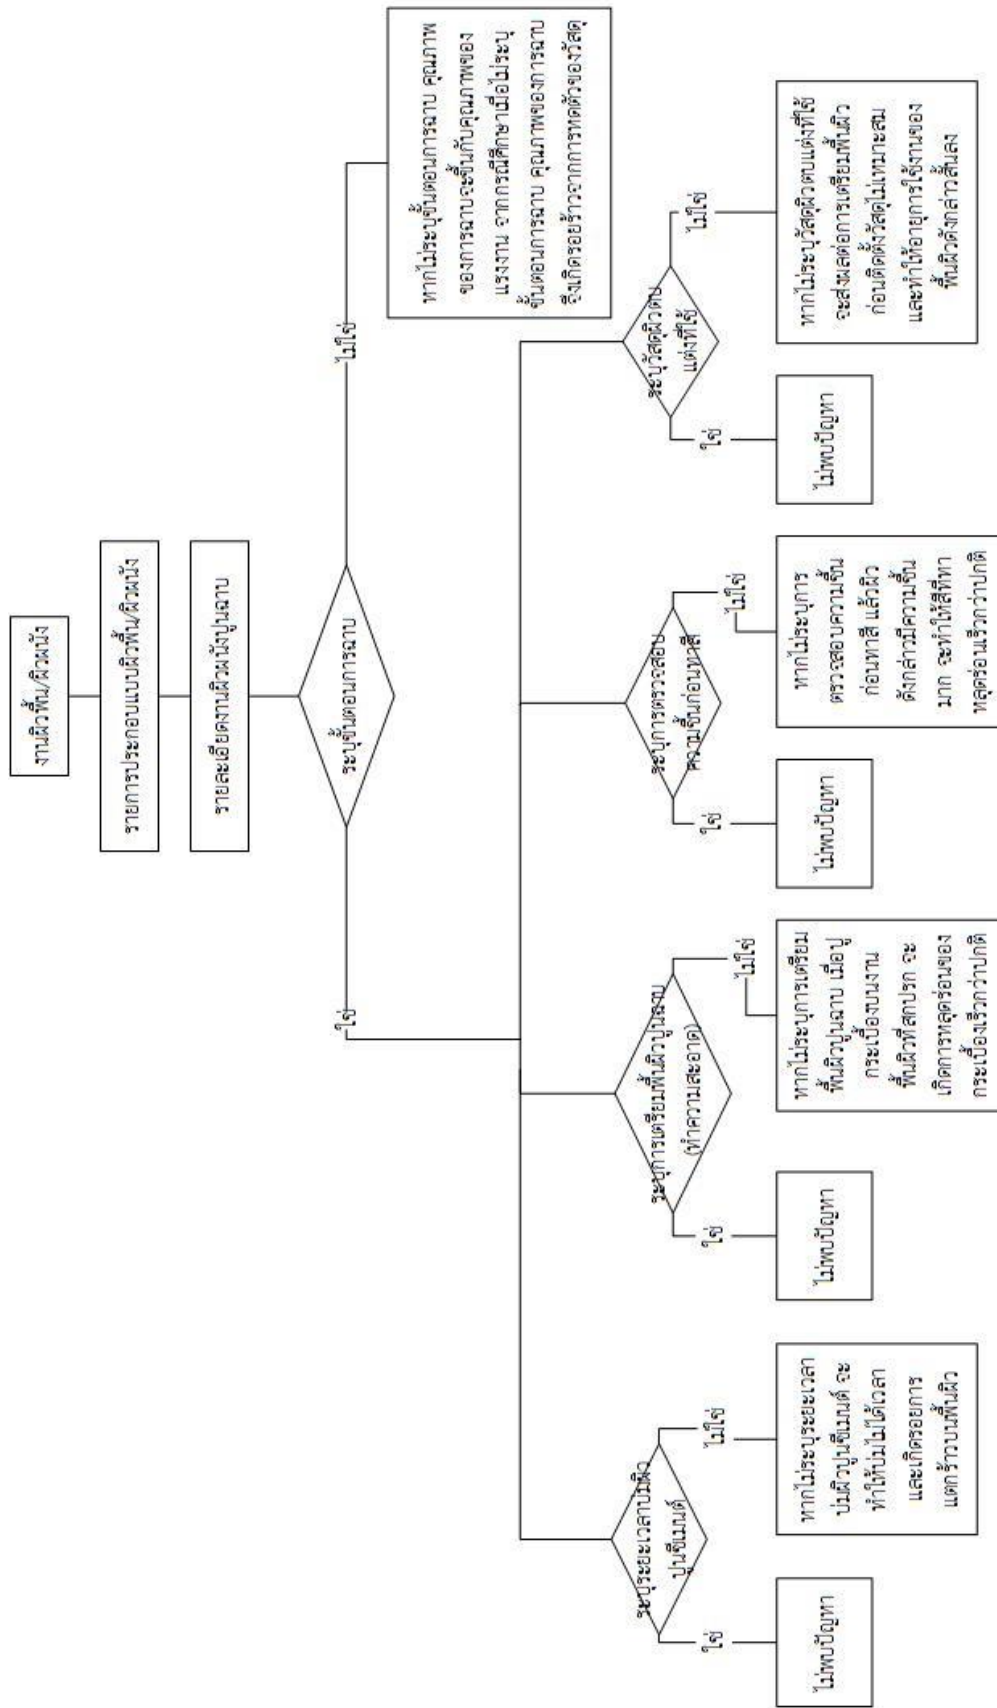 งานผิวพื้น/ผิวผนัง
รายการประกอบแบบผิวพื้น/ผิวผนัง
รายละเอียดงานผิวผนังปูนฉาบ
ระบุขั้นตอนการฉาบ
ใช่
ไม่ใช่
หากไม่ระบุขั้นตอนการฉาบ คุณภาพ
ของการฉาบจะขึ้นกับคุณภาพของ
แรงงาน จากกรณีศึกษาเมื่อไม่ระบุ
ขั้นตอนการฉาบ คุณภาพของการฉาบ
จึงเกิดรอยร้าวจากการหดตัวของวัสดุ
ระบุระยะเวลาบ่มผิว
ปูนซีเมนต์
ใช่
ไม่ใช่
ไม่พบปัญหา
หากไม่ระบุระยะเวลา
บ่มผิวปูนซีเมนต์ จะ
ทำให้บ่มไม่ได้เวลา
และเกิดรอยการ
แตกร้าวบนพื้นผิว
ระบุการเตรียมพื้นผิวปูนฉาบ
(ทำความสะอาด)
ใช่
ไม่ใช่
ไม่พบปัญหา
หากไม่ระบุการเตรียม
พื้นผิวปูนฉาบ เมื่อปู
กระเบื้องบนงาน
พื้นผิวที่สกปรก จะ
เกิดการหลุดร่อนของ
กระเบื้องเร็วกว่าปกติ
ระบุการตรวจสอบ
ความชื้นก่อนทาสี
ใช่
ไม่ใช่
ไม่พบปัญหา
หากไม่ระบุการ
ตรวจสอบความชื้น
ก่อนทาสี แล้วผิว
ดังกล่าวมีความชื้น
มาก จะทำให้สีที่ทา
หลุดร่อนเร็วกว่าปกติ
ระบุวัสดุผิวตบ
แต่งที่ใช้
ใช่
ไม่ใช่
ไม่พบปัญหา
หากไม่ระบุวัสดุผิวตบแต่งที่ใช้
จะส่งผลต่อการเตรียมพื้นผิว
ก่อนติดตั้งวัสดุไม่เหมาะสม
และทำให้อายุการใช้งานของ
พื้นผิวดังกล่าวสั้นลง